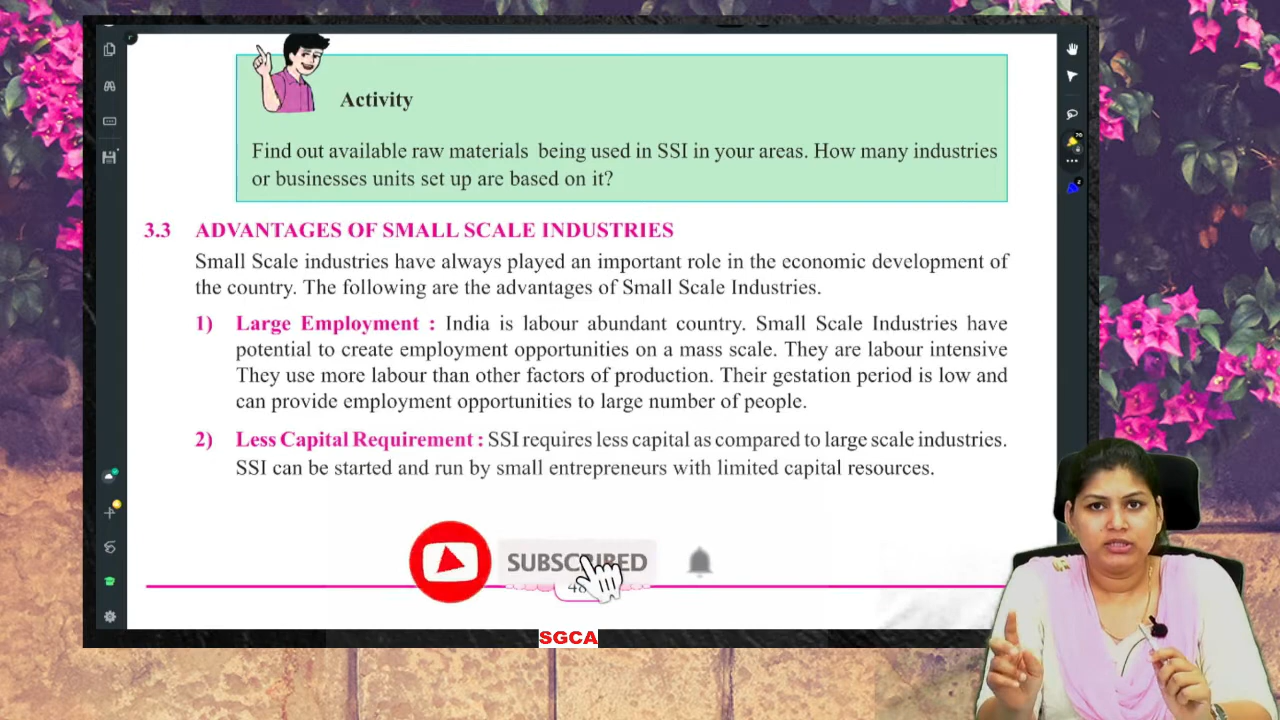 Activity
Find out available raw materials being used in SSI in your areas. How many industries
or businesses units set up are based on it?
3.3 ADVANTAGES OF SMALL SCALE INDUSTRIES
Small Scale industries have always played an important role in the economic development of
the country. The following are the advantages of Small Scale Industries.
1) Large Employment : India is labour abundant country. Small Scale Industries have
potential to create employment opportunities on a mass scale. They are labour intensive
They use more labour than other factors of production. Their gestation period is low and
can provide employment opportunities to large number of people.
2) Less Capital Requirement : SSI requires less capital as compared to large scale industries.
SSI can be started and run by small entrepreneurs with limited capital resources.
SUBSCRIBED
SGCA